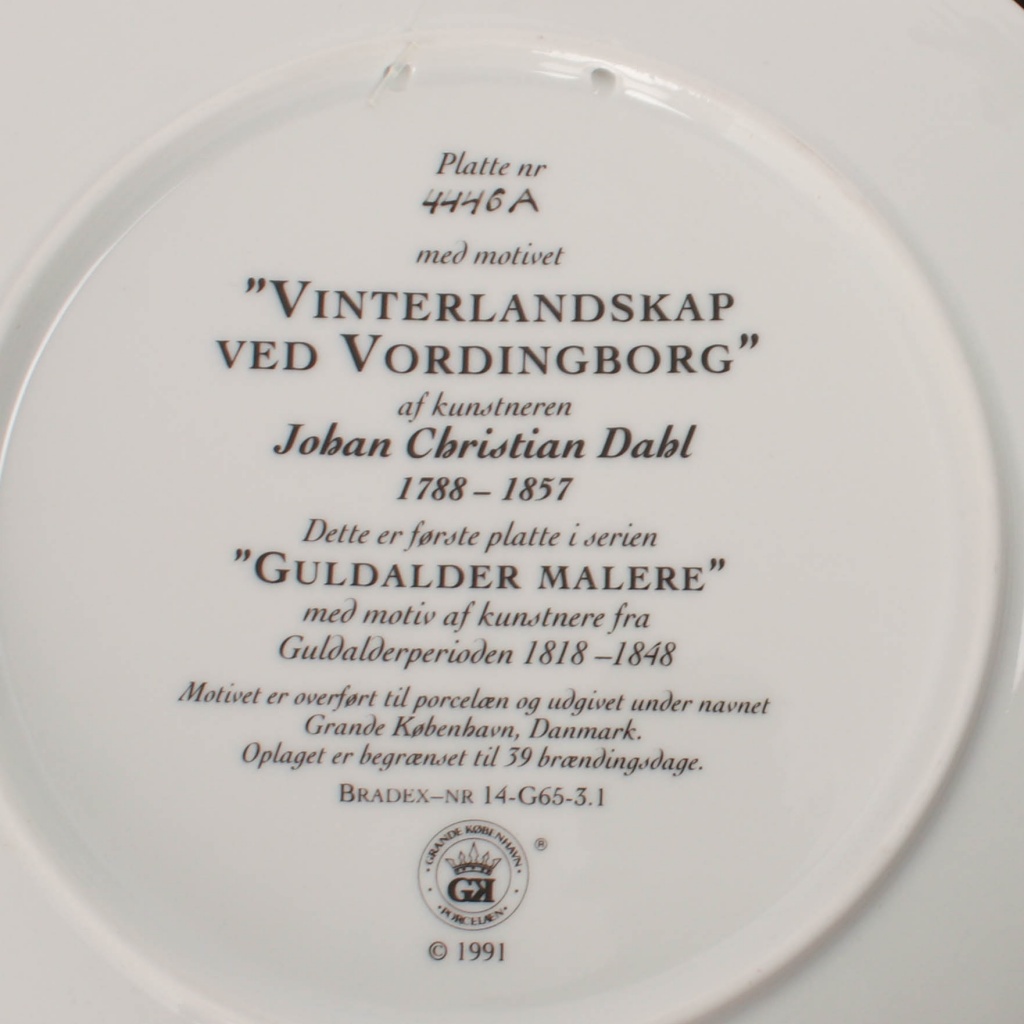 Platte nr
4446A
med motivet
"VINTERLANDSKAP
VED VORDINGBORG"
af kunstneren
Johan Christian Dahl
1788 – 1857
Dette er første platte i serien
"GULDALDER MALERE"
med motiv af kunstnere fra
Guldalderperioden 1818 –1848
Motivet er overført til porcelæn og udgivet under navnet
Grande København, Danmark.
Oplaget er begrænset til 39 brændingsdage.
BRADEX–NR 14-G65-3.1
GRANDE KØBENHAVN
GK
PORCELÆN
®
© 1991